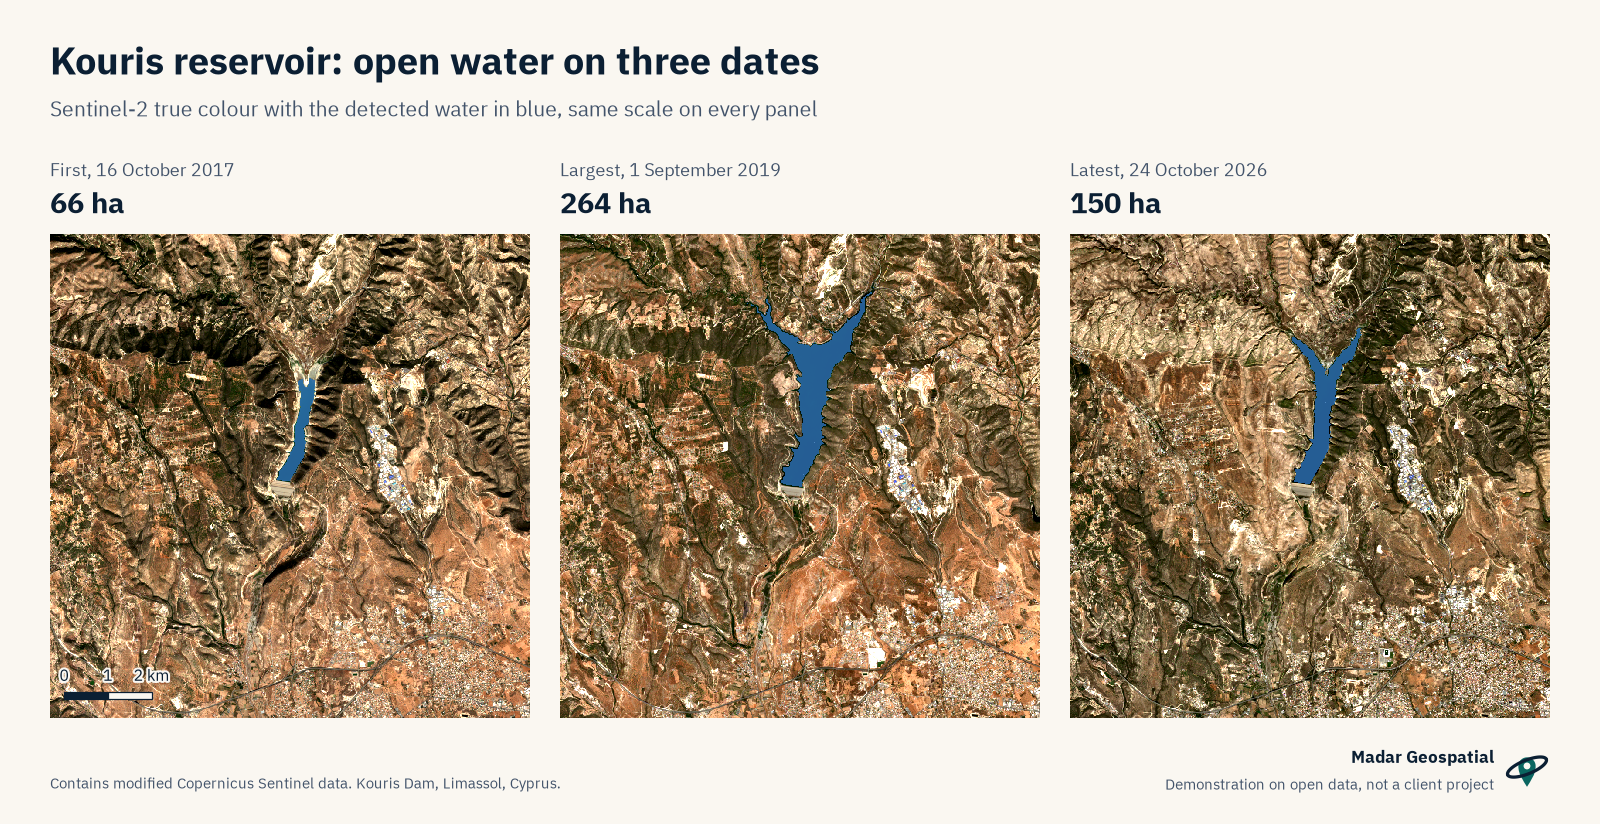 Kouris reservoir: open water on three dates
Sentinel-2 true colour with the detected water in blue, same scale on every panel
First, 16 October 2017
66 ha
Largest, 1 September 2019
264 ha
Latest, 24 October 2026
150 ha
0 1 2 km
Madar Geospatial
Contains modified Copernicus Sentinel data. Kouris Dam, Limassol, Cyprus.
Demonstration on open data, not a client project